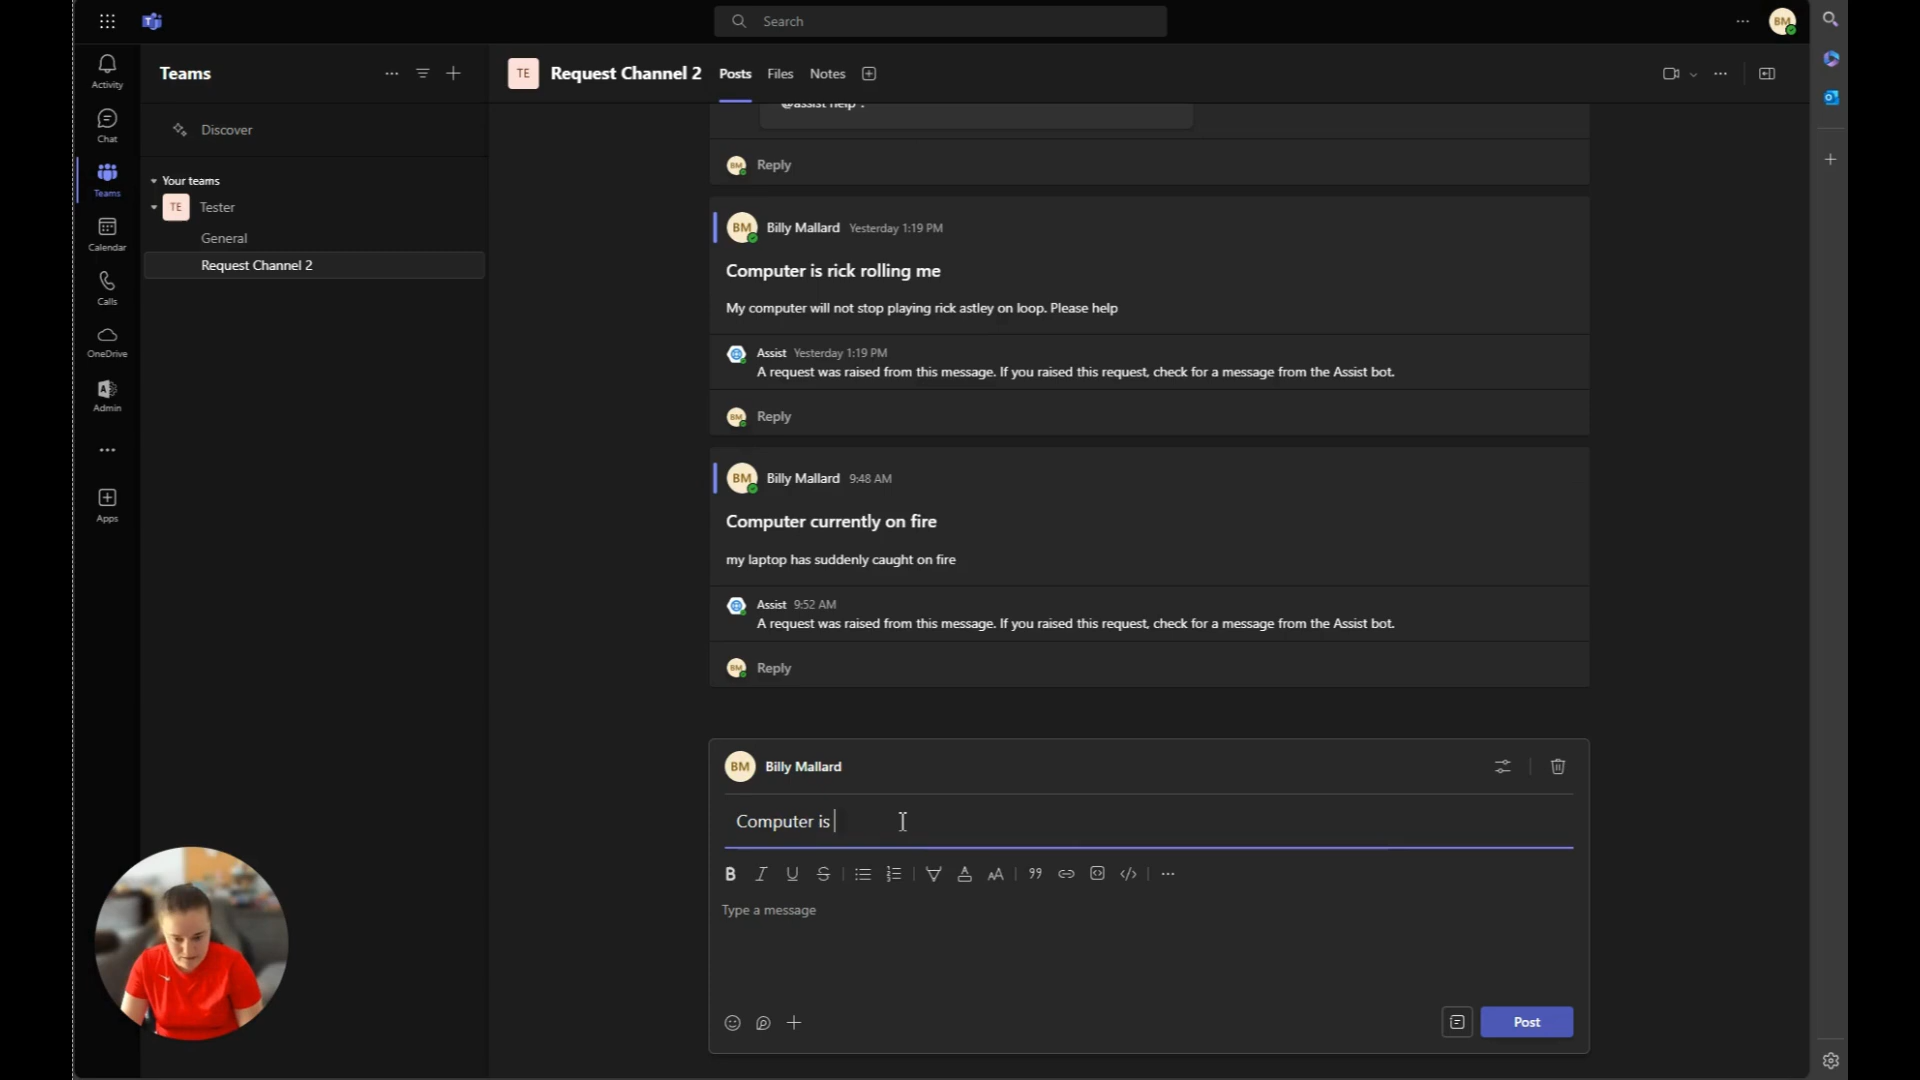 Search
BM
Activity
Chat
Teams
Calendar
Calls
OneDrive
Admin
Apps
Teams
Discover
Your teams
TE Tester
General
Request Channel 2
TE Request Channel 2 Posts Files Notes
@assist help".
BM Reply
BM Billy Mallard Yesterday 1:19 PM
Computer is rick rolling me
My computer will not stop playing rick astley on loop. Please help
Assist Yesterday 1:19 PM
A request was raised from this message. If you raised this request, check for a message from the Assist bot.
BM Reply
BM Billy Mallard 9:48 AM
Computer currently on fire
my laptop has suddenly caught on fire
Assist 9:52 AM
A request was raised from this message. If you raised this request, check for a message from the Assist bot.
BM Reply
BM Billy Mallard
Computer is
Type a message
Post